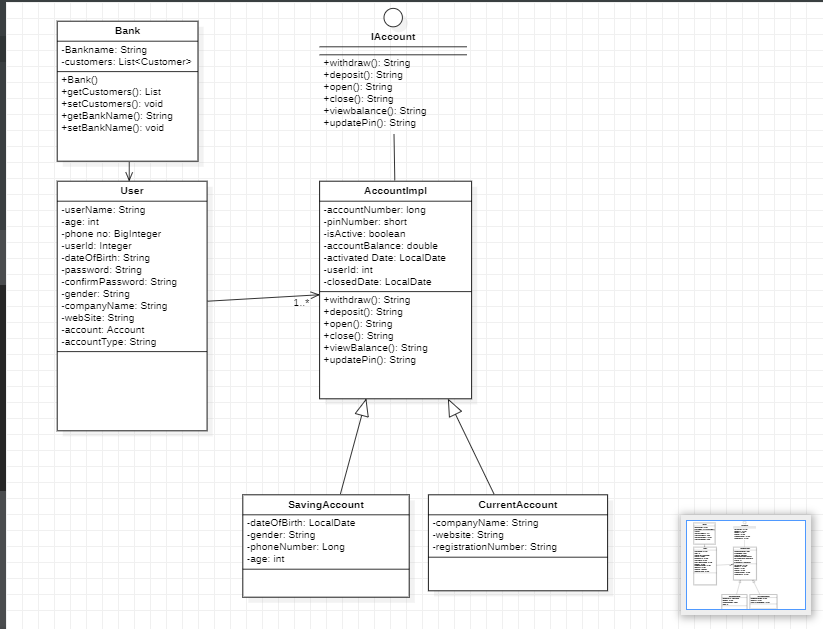 Bank
-Bankname: String
-customers: List<Customer>
+Bank()
+getCustomers(): List
+setCustomers(): void
+getBankName(): String
+setBankName(): void
IAccount
+withdraw(): String
+deposit(): String
+open(): String
+close(): String
+viewbalance(): String
+updatePin(): String
User
-userName: String
-age: int
-phone no: BigInteger
-userId: Integer
-dateOfBirth: String
-password: String
-confirmPassword: String
-gender: String
-companyName: String
-webSite: String
-account: Account
-accountType: String
1..*
AccountImpl
-accountNumber: long
-pinNumber: short
-isActive: boolean
-accountBalance: double
-activated Date: LocalDate
-userId: int
-closedDate: LocalDate
+withdraw(): String
+deposit(): String
+open(): String
+close(): String
+viewBalance(): String
+updatePin(): String
SavingAccount
-dateOfBirth: LocalDate
-gender: String
-phoneNumber: Long
-age: int
CurrentAccount
-companyName: String
-website: String
-registrationNumber: String